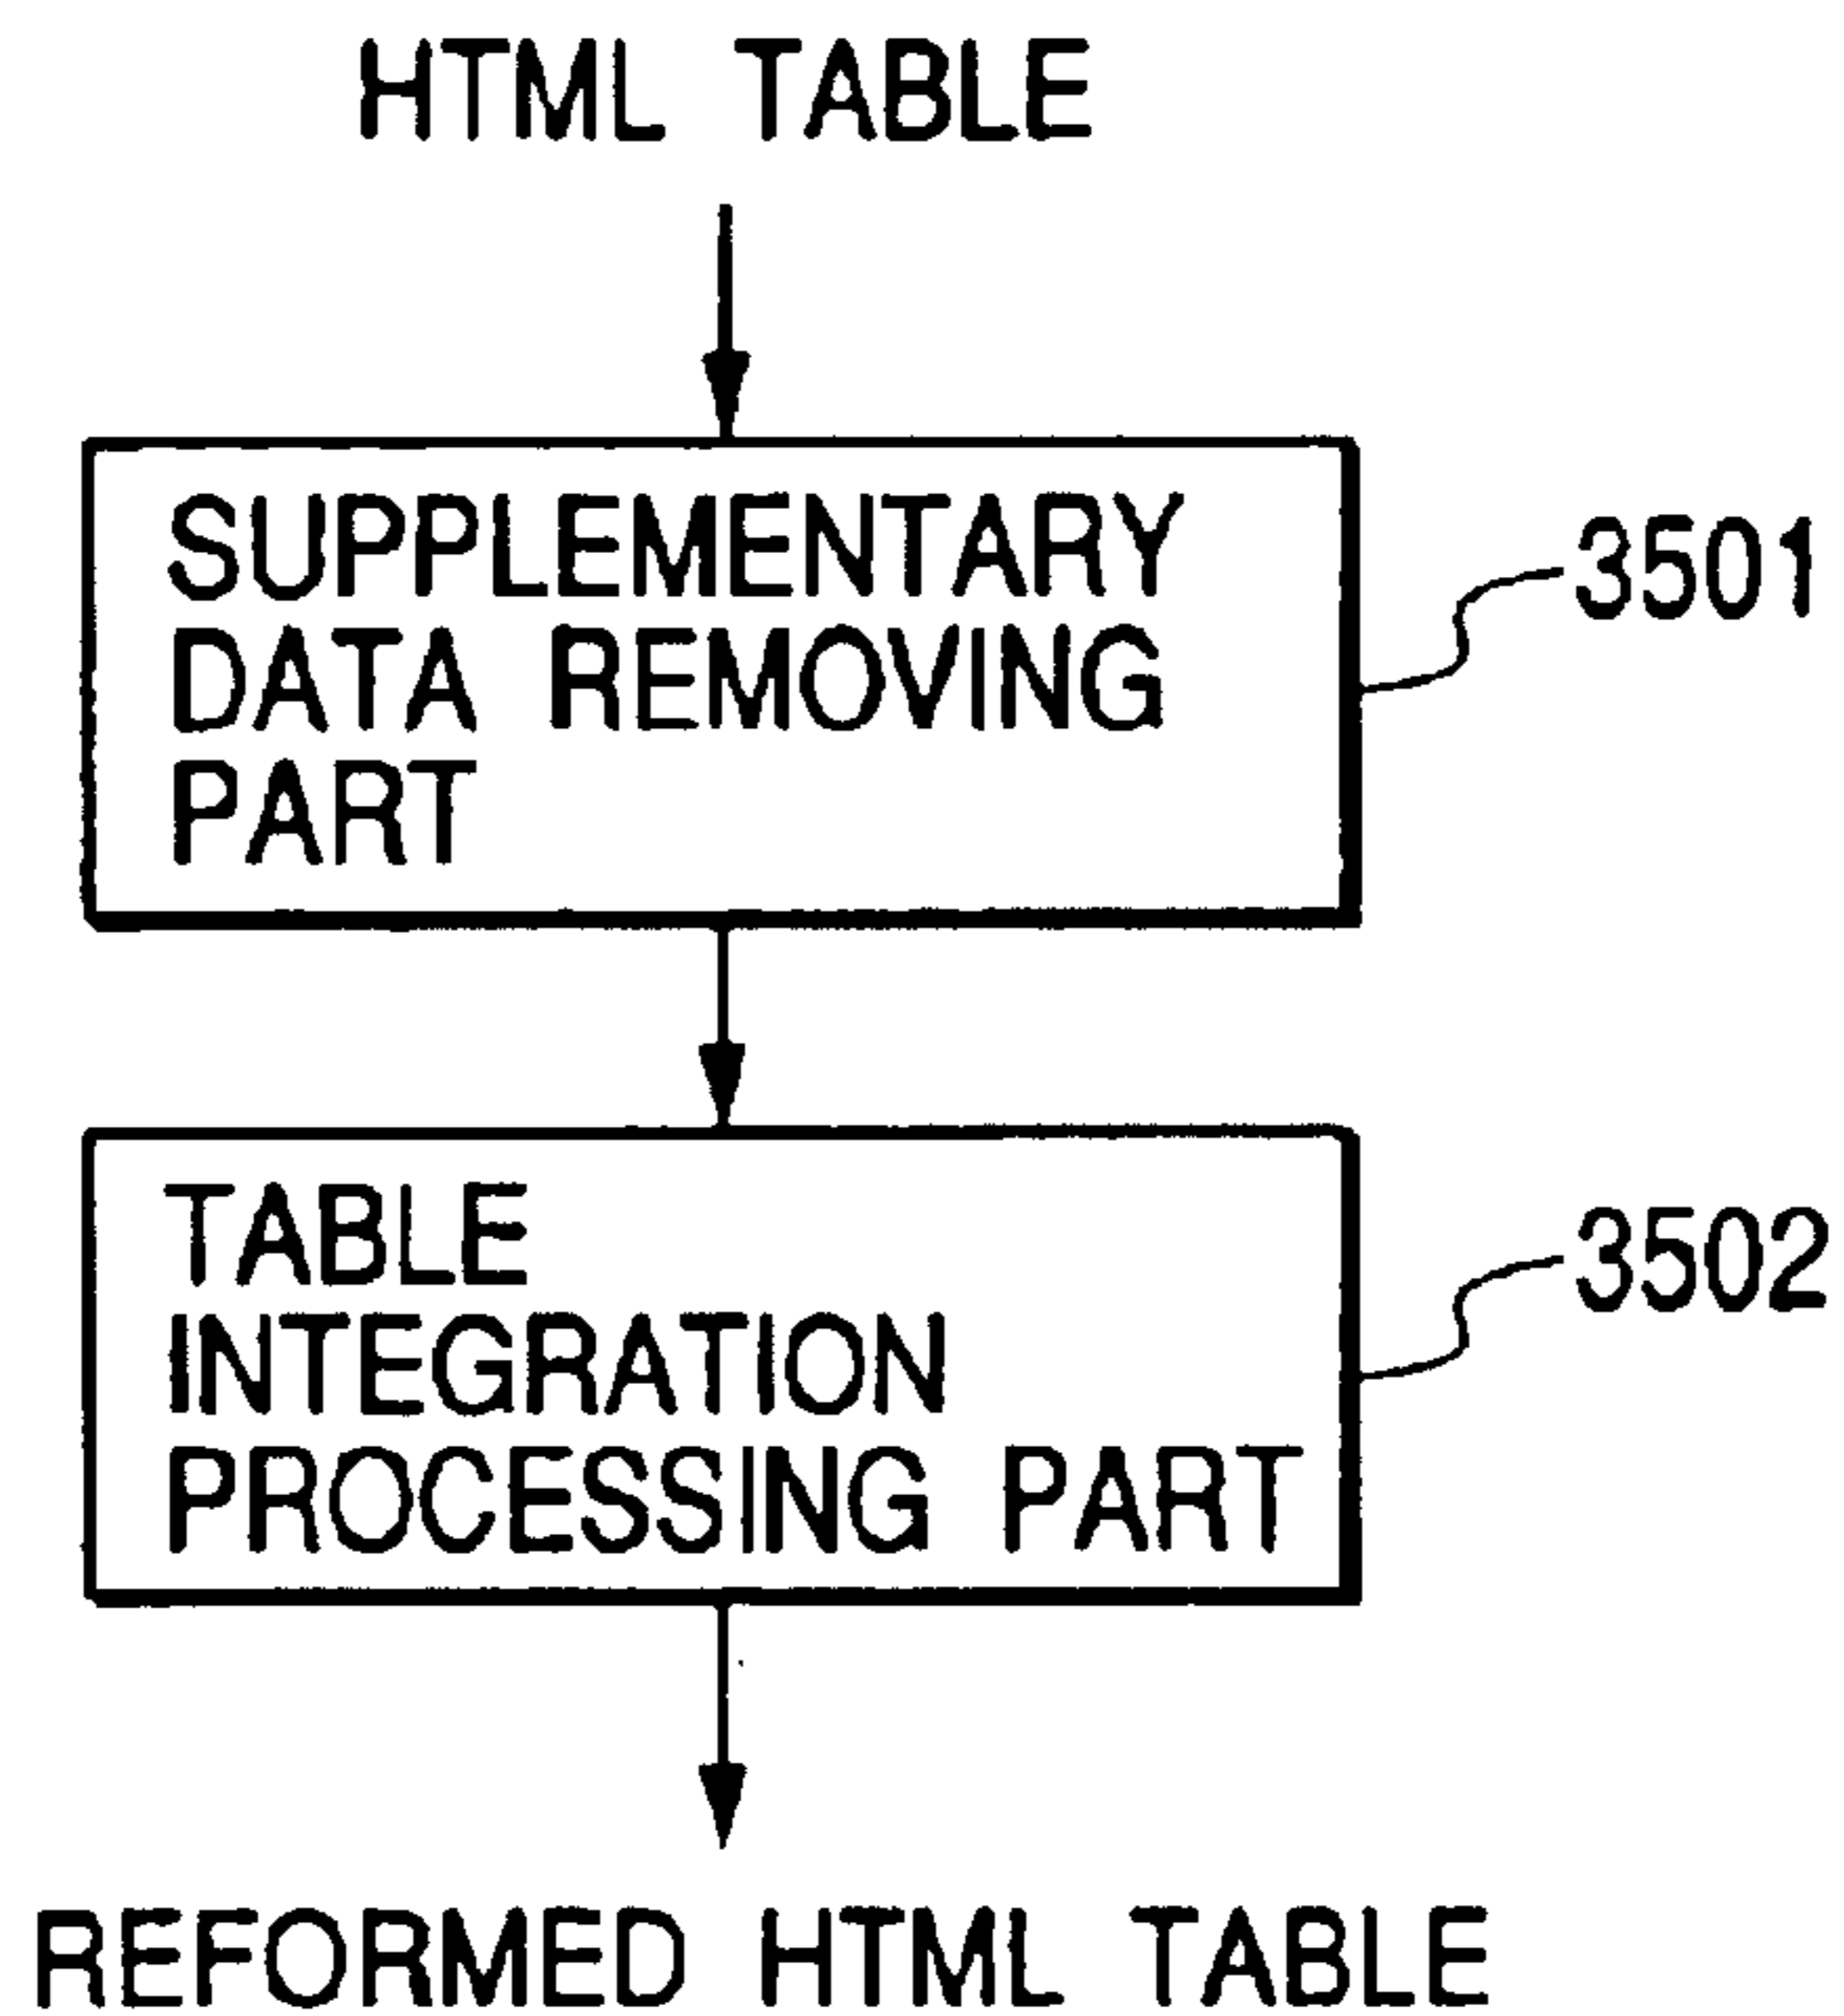 HTML TABLE
SUPPLEMENTARY
DATA REMOVING
PART
3501
TABLE
INTEGRATION
PROCESSING PART
3502
REFORMED HTML TABLE